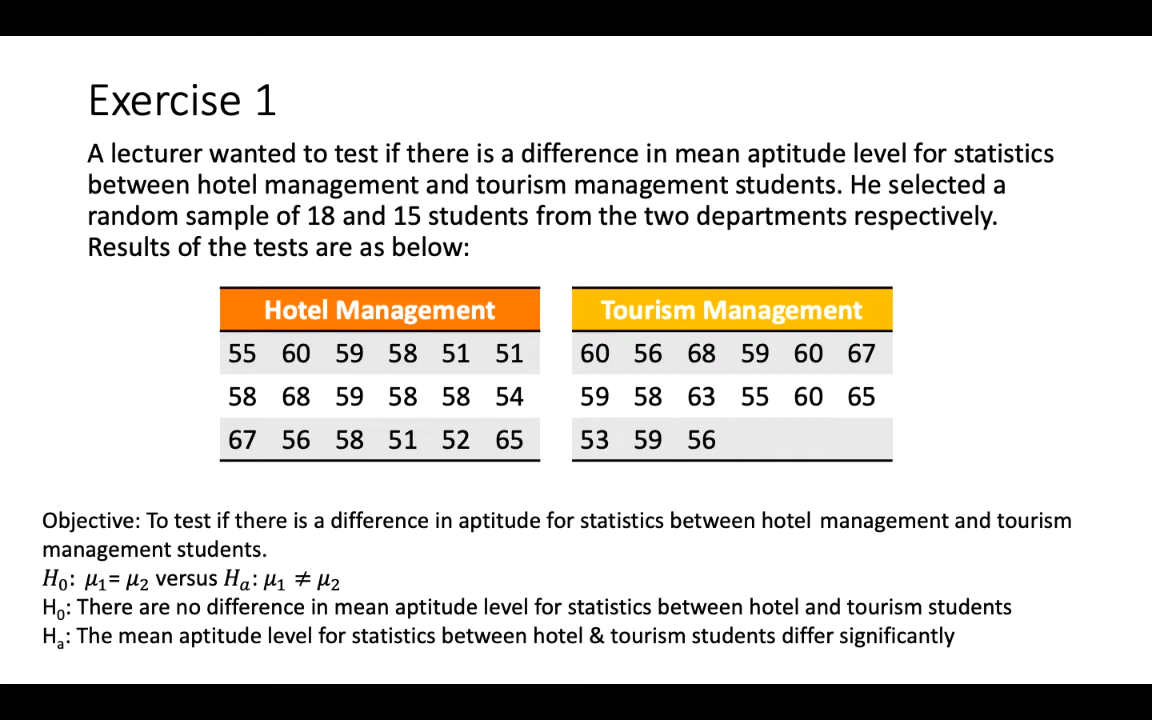 Exercise 1
A lecturer wanted to test if there is a difference in mean aptitude level for statistics
between hotel management and tourism management students. He selected a
random sample of 18 and 15 students from the two departments respectively.
Results of the tests are as below:
Hotel Management
55 60 59 58 51 51
58 68 59 58 58 54
67 56 58 51 52 65
Tourism Management
60 56 68 59 60 67
59 58 63 55 60 65
53 59 56
Objective: To test if there is a difference in aptitude for statistics between hotel management and tourism
management students.
H₀: μ₁= μ₂ versus Hₐ: μ₁ ≠ μ₂
H₀: There are no difference in mean aptitude level for statistics between hotel and tourism students
Hₐ: The mean aptitude level for statistics between hotel & tourism students differ significantly